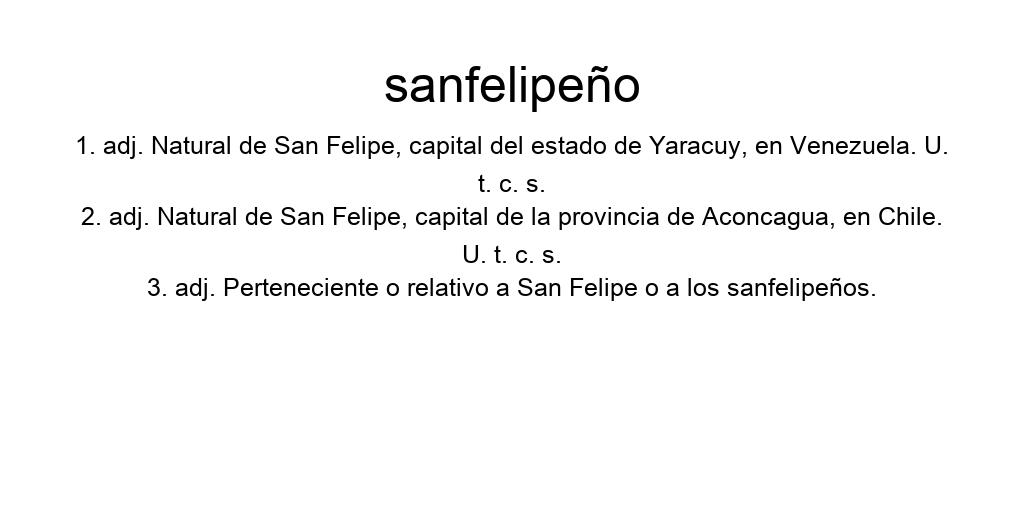 sanfelipeño
1. adj. Natural de San Felipe, capital del estado de Yaracuy, en Venezuela. U.
t. c. s.
2. adj. Natural de San Felipe, capital de la provincia de Aconcagua, en Chile.
U. t. c. s.
3. adj. Perteneciente o relativo a San Felipe o a los sanfelipeños.